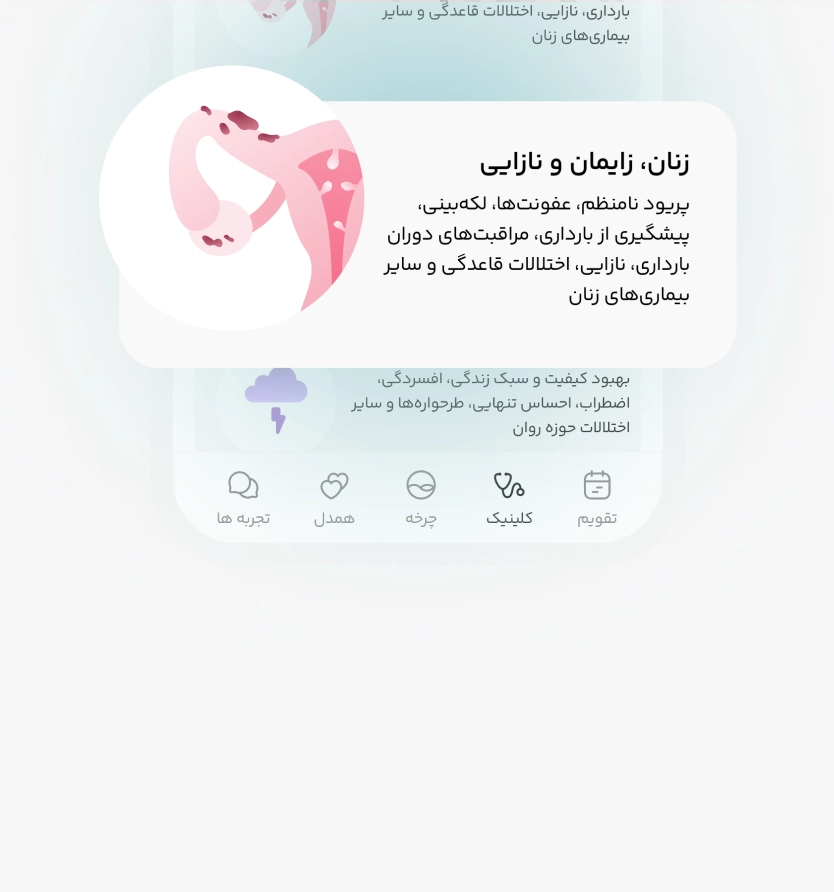 بارداری، نازایی، اختلالات قاعدگی و سایر
بیماری‌های زنان
زنان، زایمان و نازایی
پریود نامنظم، عفونت‌ها، لکه‌بینی،
پیشگیری از بارداری، مراقبت‌های دوران
بارداری، نازایی، اختلالات قاعدگی و سایر
بیماری‌های زنان
بهبود کیفیت و سبک زندگی، افسردگی،
اضطراب، احساس تنهایی، طرحواره‌ها و سایر
اختلالات حوزه روان
تقویم
کلینیک
چرخه
همدل
تجربه ها